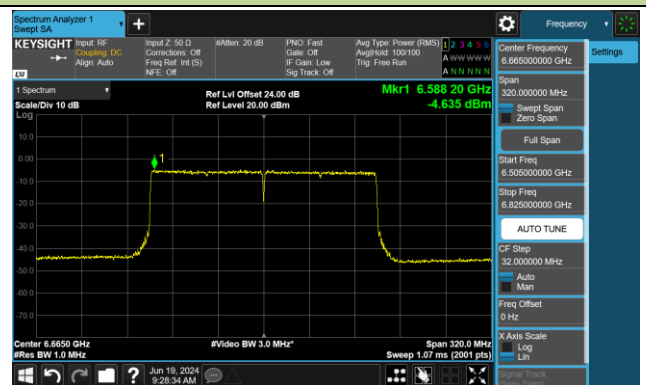 Spectrum Analyzer 1
Swept SA
+
Frequency
KEYSIGHT
Input: RF
Coupling: DC
Align: Auto
Input Z: 50 Ω
Corrections: Off
Freq Ref: Int (S)
NFE: Off
#Atten: 20 dB
PNO: Fast
Gate: Off
IF Gain: Low
Sig Track: Off
Avg Type: Power (RMS)
Avg|Hold: 100/100
Trig: Free Run
1 2 3 4 5 6
A W W W W W
A N N N N N
LXI
Center Frequency
6.665000000 GHz
Settings
Span
320.000000 MHz
Swept Span
Zero Span
Full Span
Start Freq
6.505000000 GHz
Stop Freq
6.825000000 GHz
AUTO TUNE
CF Step
32.000000 MHz
Auto
Man
Freq Offset
0 Hz
X Axis Scale
Log
Lin
Signal Track
1 Spectrum
Scale/Div 10 dB
Log
Ref Lvl Offset 24.00 dB
Ref Level 20.00 dBm
Mkr1 6.588 20 GHz
-4.635 dBm
10.0
0.00
-10.0
-20.0
-30.0
-40.0
-50.0
-60.0
-70.0
1
Center 6.6650 GHz
#Res BW 1.0 MHz
#Video BW 3.0 MHz*
Span 320.0 MHz
Sweep 1.07 ms (2001 pts)
?
Jun 19, 2024
9:28:34 AM